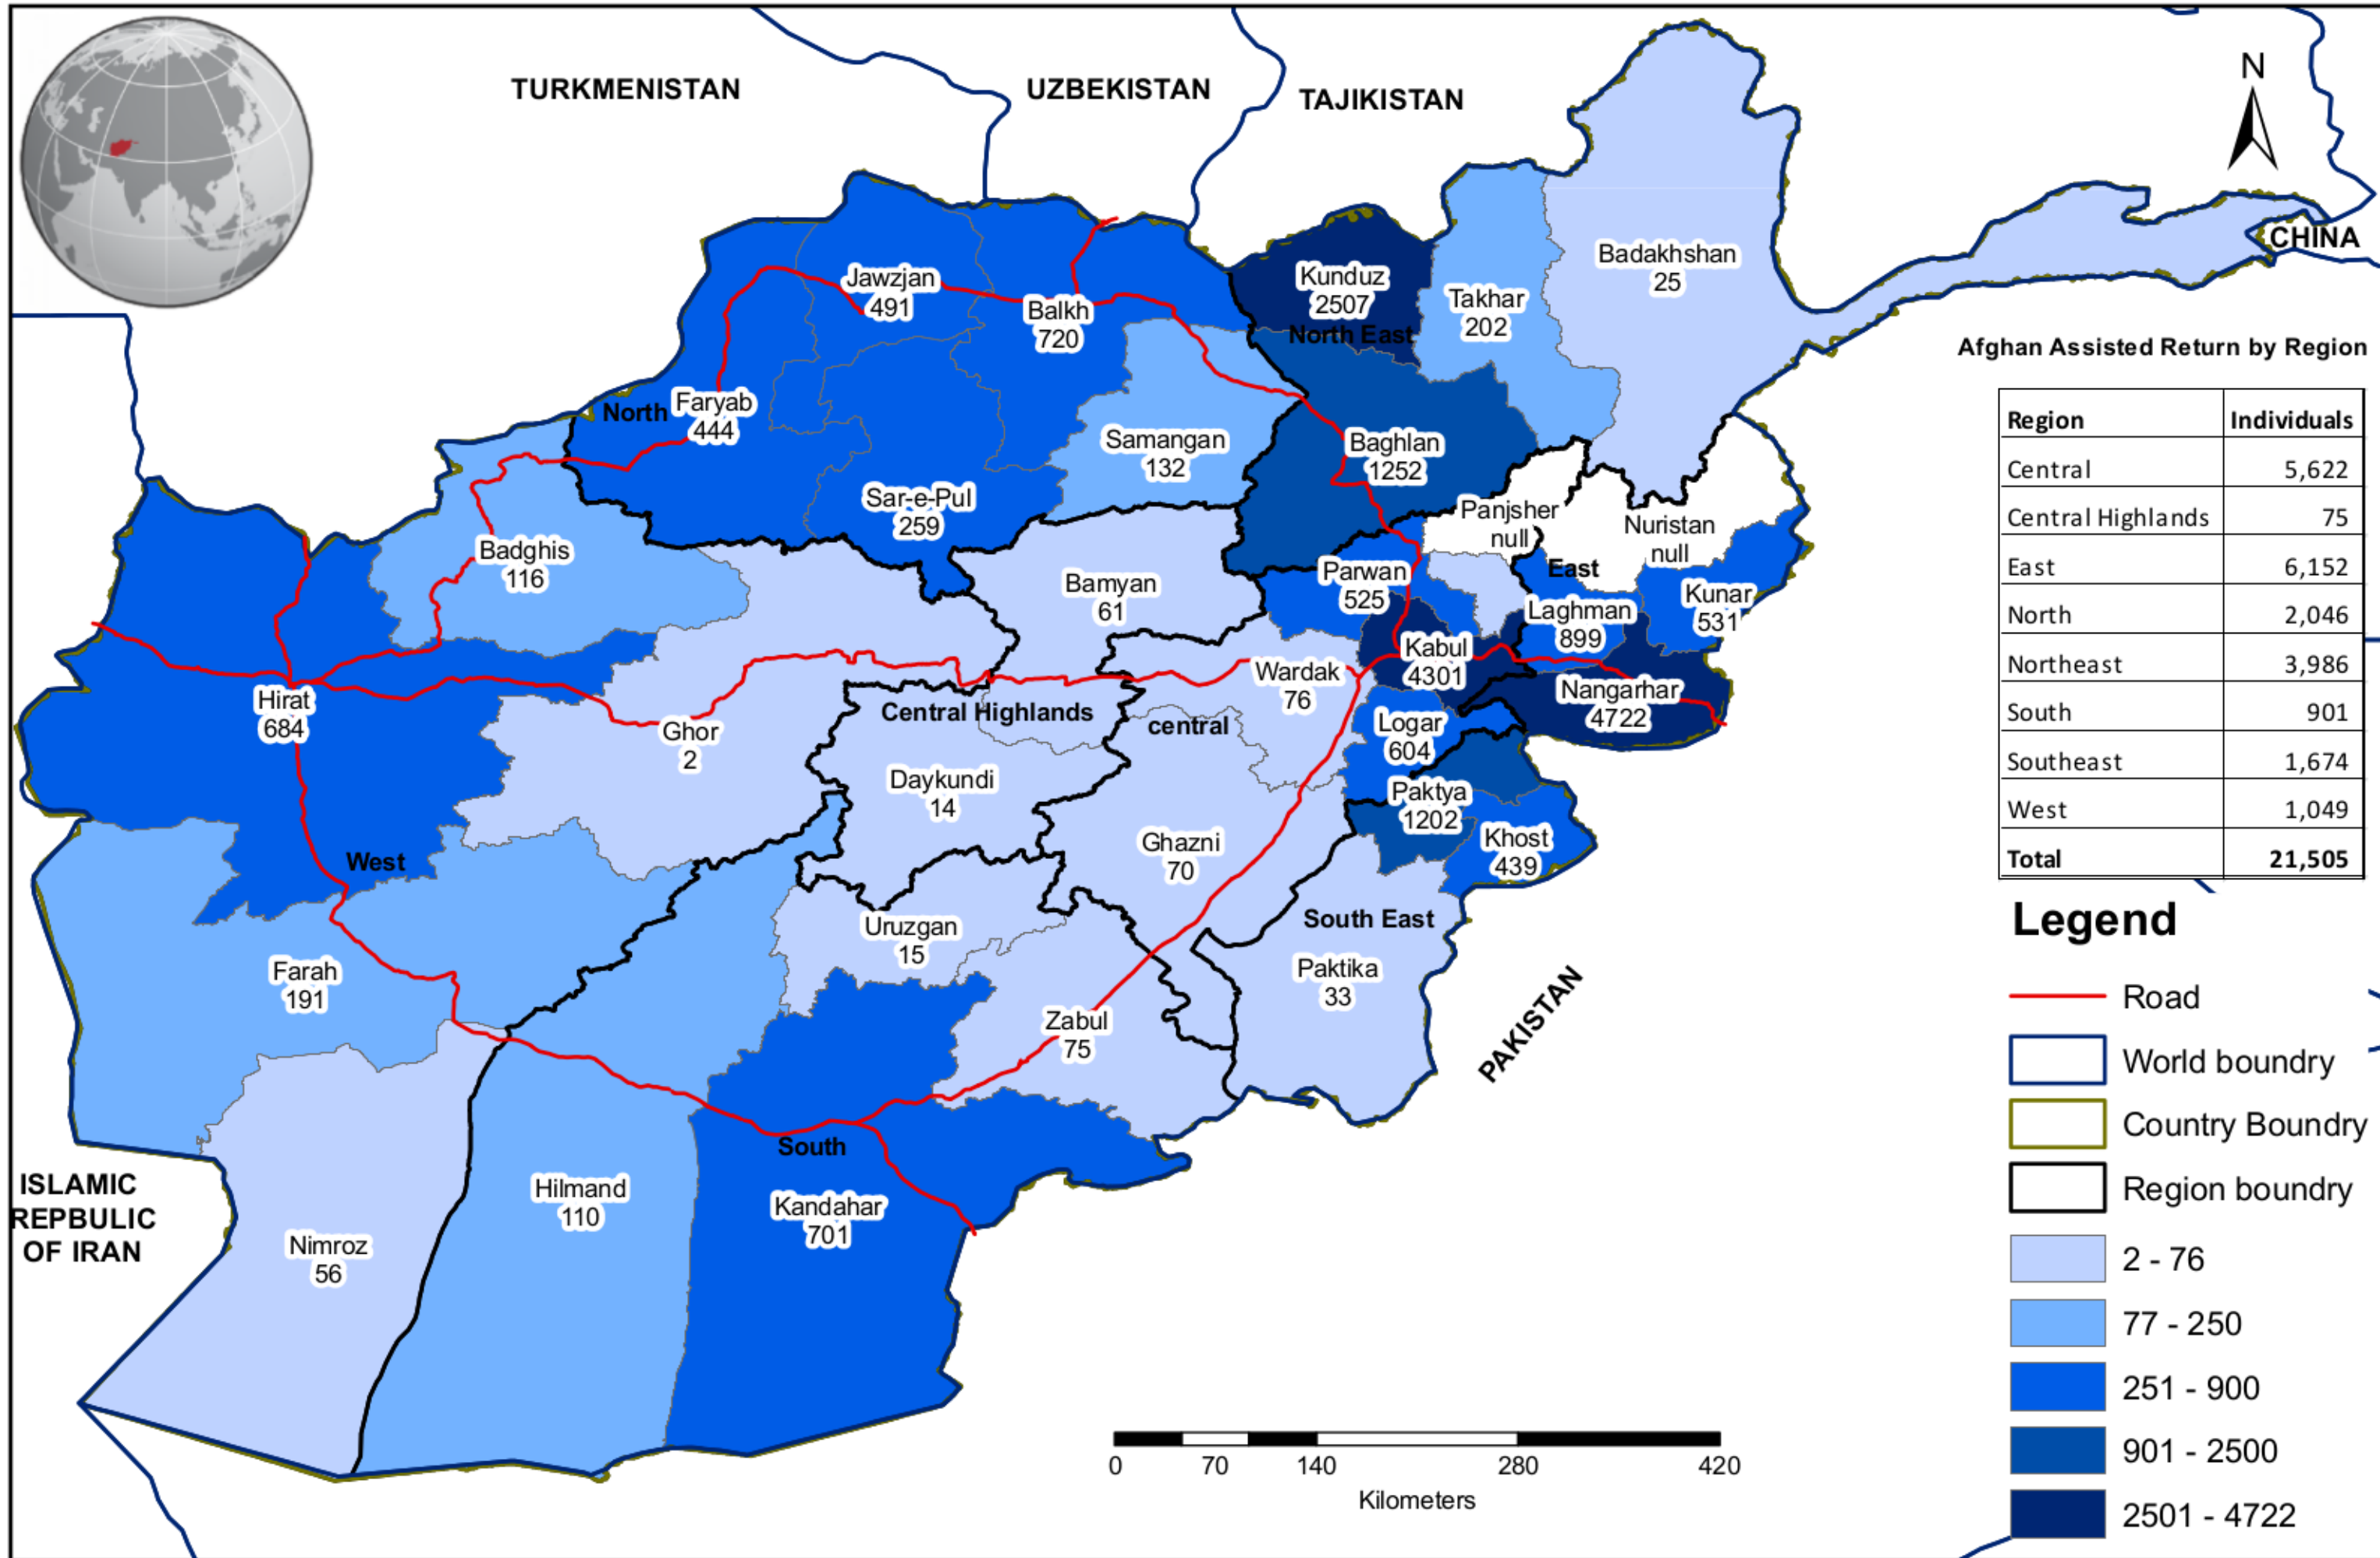 TURKMENISTAN
UZBEKISTAN
TAJIKISTAN
N
CHINA
Jawzjan
491
Balkh
720
Kunduz
2507
North East
Takhar
202
Badakhshan
25
North
Faryab
444
Samangan
132
Baghlan
1252
Sar-e-Pul
259
Panjsher
null
Nuristan
null
Badghis
116
Bamyan
61
Parwan
525
East
Laghman
899
Kunar
531
Hirat
684
Ghor
2
Central Highlands
central
Wardak
76
Kabul
4301
Nangarhar
4722
Logar
604
Daykundi
14
Paktya
1202
Khost
439
Ghazni
70
West
Uruzgan
15
South East
Paktika
33
Farah
191
Zabul
75
PAKISTAN
South
Hilmand
110
Kandahar
701
Nimroz
56
ISLAMIC
REPBULIC
OF IRAN
0 70 140 280 420
Kilometers
Afghan Assisted Return by Region
Region Individuals
Central 5,622
Central Highlands 75
East 6,152
North 2,046
Northeast 3,986
South 901
Southeast 1,674
West 1,049
Total 21,505
Legend
Road
World boundry
Country Boundry
Region boundry
2 - 76
77 - 250
251 - 900
901 - 2500
2501 - 4722